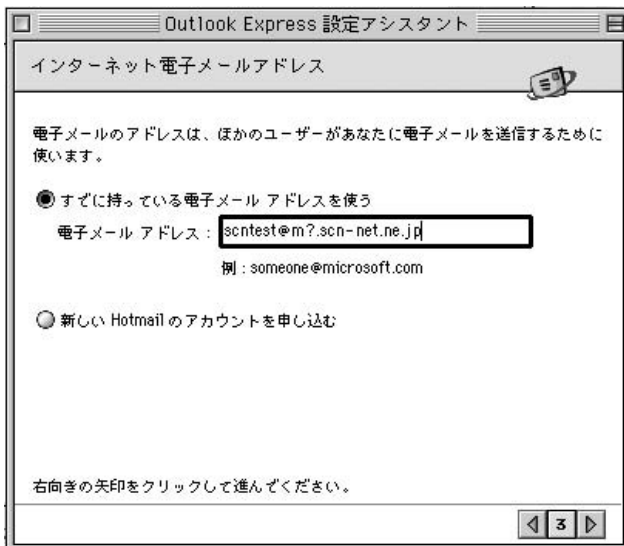 Outlook Express 設定アシスタント
インターネット電子メールアドレス
電子メールのアドレスは、ほかのユーザーがあなたに電子メールを送信するために
使います。
すでに持っている電子メール アドレスを使う
電子メール アドレス： scntest@m?.scn-net.ne.jp
例：someone@microsoft.com
新しい Hotmail のアカウントを申し込む
右向きの矢印をクリックして進んでください。
3